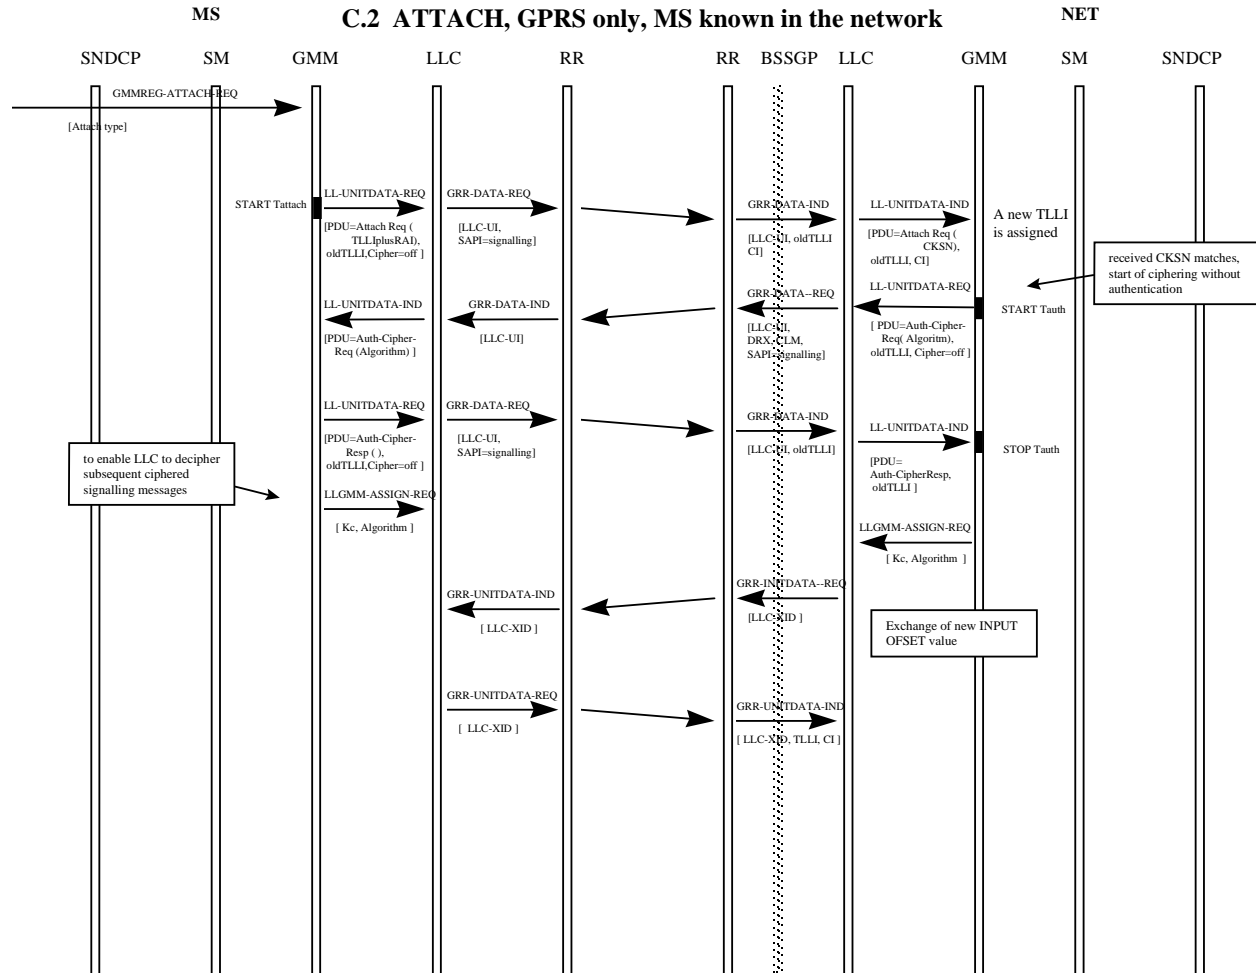 MS
C.2 ATTACH, GPRS only, MS known in the network
NET
SNDCP SM GMM LLC RR RR BSSGP LLC GMM SM SNDCP
GMMREG-ATTACH-REQ
[Attach type]
START Tattach
LL-UNITDATA-REQ
[PDU=Attach Req (
TLLIplusRAI),
oldTLLI,Cipher=off ]
GRR-DATA-REQ
[LLC-UI,
SAPI=signalling]
GRR-DATA-IND
[LLC-UI, oldTLLI
CI]
LL-UNITDATA-IND
[PDU=Attach Req (
CKSN),
oldTLLI, CI]
A new TLLI
is assigned
received CKSN matches,
start of ciphering without
authentication
LL-UNITDATA-REQ
[ PDU=Auth-Cipher-
Req( Algoritm),
oldTLLI, Cipher=off ]
START Tauth
GRR-DATA--REQ
[LLC-UI,
DRX, CLM,
SAPI=signalling]
GRR-DATA-IND
[LLC-UI]
LL-UNITDATA-IND
[PDU=Auth-Cipher-
Req (Algorithm) ]
LL-UNITDATA-REQ
[PDU=Auth-Cipher-
Resp ( ),
oldTLLI,Cipher=off ]
GRR-DATA-REQ
[LLC-UI,
SAPI=signalling]
GRR-DATA-IND
[LLC-UI, oldTLLI]
LL-UNITDATA-IND
[PDU=
Auth-CipherResp,
oldTLLI ]
STOP Tauth
to enable LLC to decipher
subsequent ciphered
signalling messages
LLGMM-ASSIGN-REQ
[ Kc, Algorithm ]
LLGMM-ASSIGN-REQ
[ Kc, Algorithm ]
GRR-INITDATA--REQ
[LLC-XID ]
GRR-UNITDATA-IND
[ LLC-XID ]
Exchange of new INPUT
OFSET value
GRR-UNITDATA-REQ
[ LLC-XID ]
GRR-UNITDATA-IND
[ LLC-XID, TLLI, CI ]